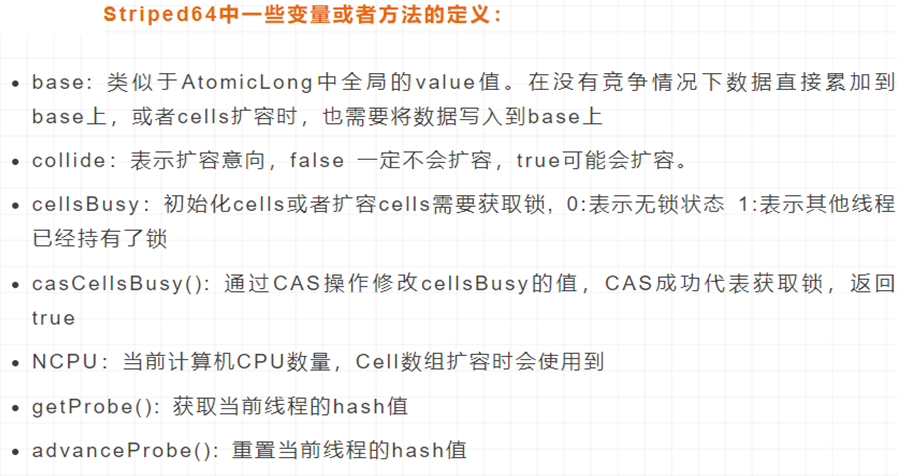 Striped64中一些变量或者方法的定义：
• base: 类似于AtomicLong中全局的value值。在没有竞争情况下数据直接累加到
base上，或者cells扩容时，也需要将数据写入到base上
• collide：表示扩容意向，false 一定不会扩容，true可能会扩容。
• cellsBusy：初始化cells或者扩容cells需要获取锁, 0:表示无锁状态 1:表示其他线程
已经持有了锁
• casCellsBusy(): 通过CAS操作修改cellsBusy的值，CAS成功代表获取锁，返回
true
• NCPU：当前计算机CPU数量，Cell数组扩容时会使用到
• getProbe(): 获取当前线程的hash值
• advanceProbe(): 重置当前线程的hash值